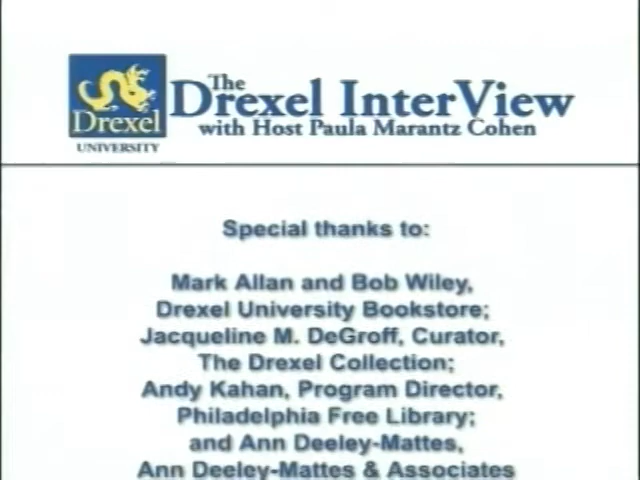 Drexel
UNIVERSITY
The
Drexel InterView
with Host Paula Marantz Cohen
Special thanks to:
Mark Allan and Bob Wiley,
Drexel University Bookstore;
Jacqueline M. DeGroff, Curator,
The Drexel Collection;
Andy Kahan, Program Director,
Philadelphia Free Library;
and Ann Deeley-Mattes,
Ann Deeley-Mattes & Associates